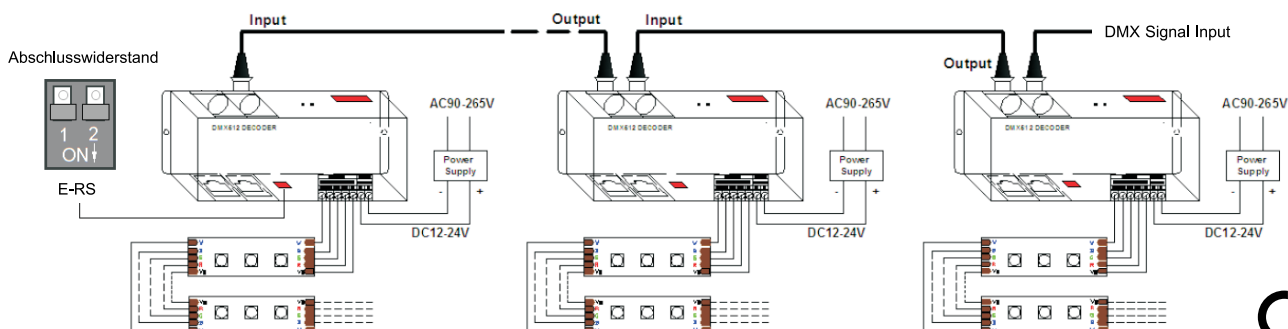 Input
Output
Input
DMX Signal Input
Output
Abschlusswiderstand
1 2
ON
E-RS
AC90-265V
AC90-265V
AC90-265V
DMX512 DECODER
DMX512 DECODER
DMX512 DECODER
Power
Supply
- +
Power
Supply
- +
Power
Supply
- +
DC12-24V
DC12-24V
DC12-24V